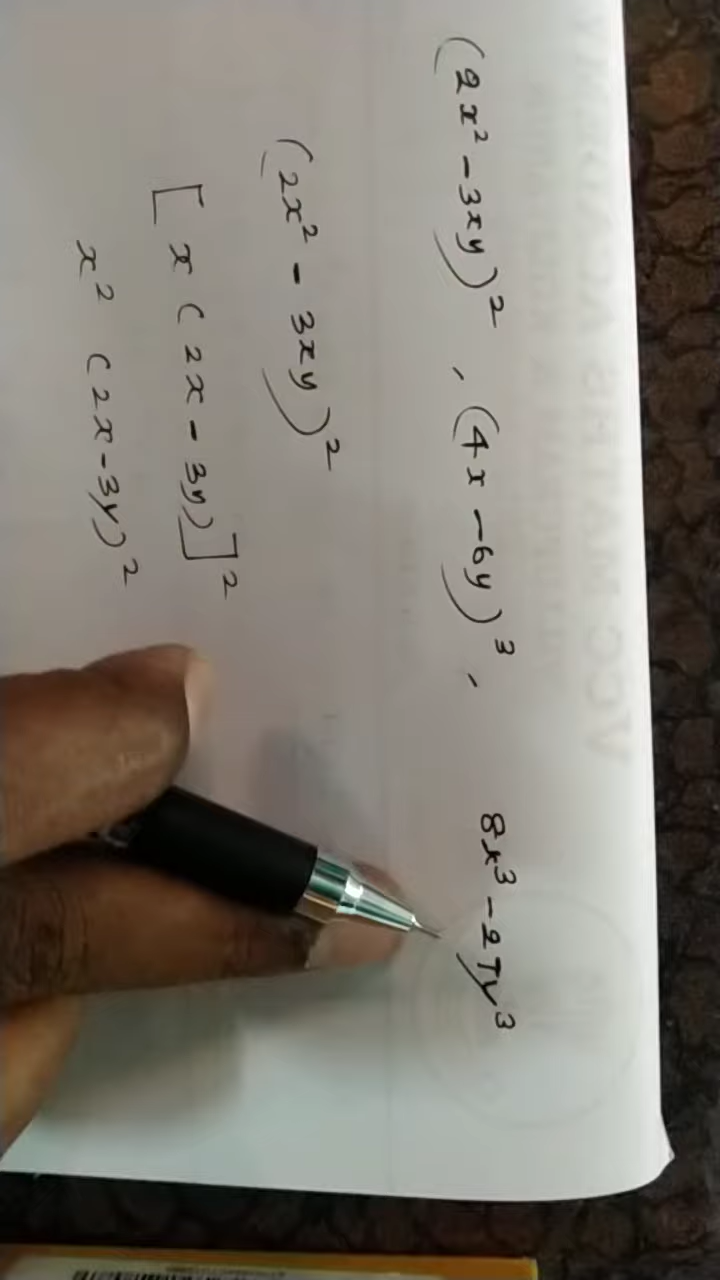 (2x² - 3xy)², (4x - 6y)³, 8x³ - 27y³
(2x² - 3xy)²
[x (2x - 3y)]²
x² (2x - 3y)²